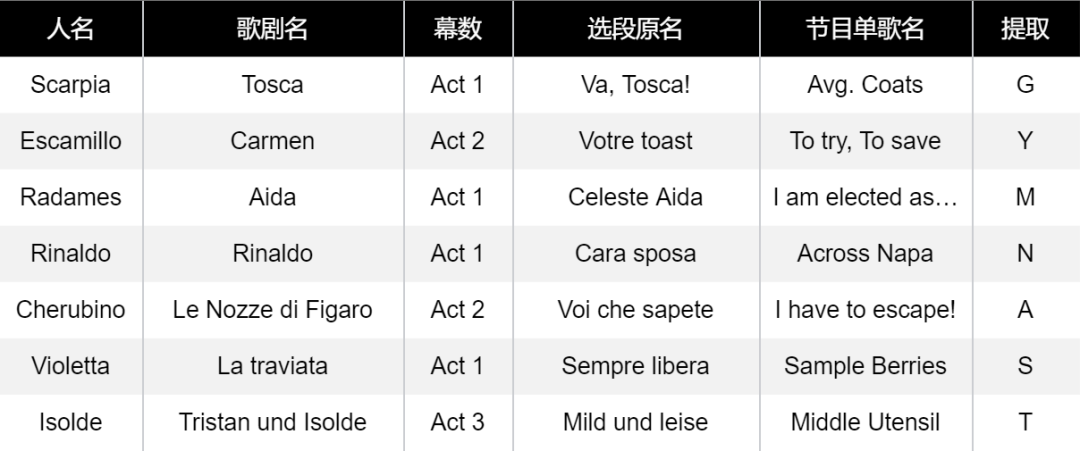 人名 歌剧名 幕数 选段原名 节目单歌名 提取
Scarpia Tosca Act 1 Va, Tosca! Avg. Coats G
Escamillo Carmen Act 2 Votre toast To try, To save Y
Radames Aida Act 1 Celeste Aida I am elected as… M
Rinaldo Rinaldo Act 1 Cara sposa Across Napa N
Cherubino Le Nozze di Figaro Act 2 Voi che sapete I have to escape! A
Violetta La traviata Act 1 Sempre libera Sample Berries S
Isolde Tristan und Isolde Act 3 Mild und leise Middle Utensil T